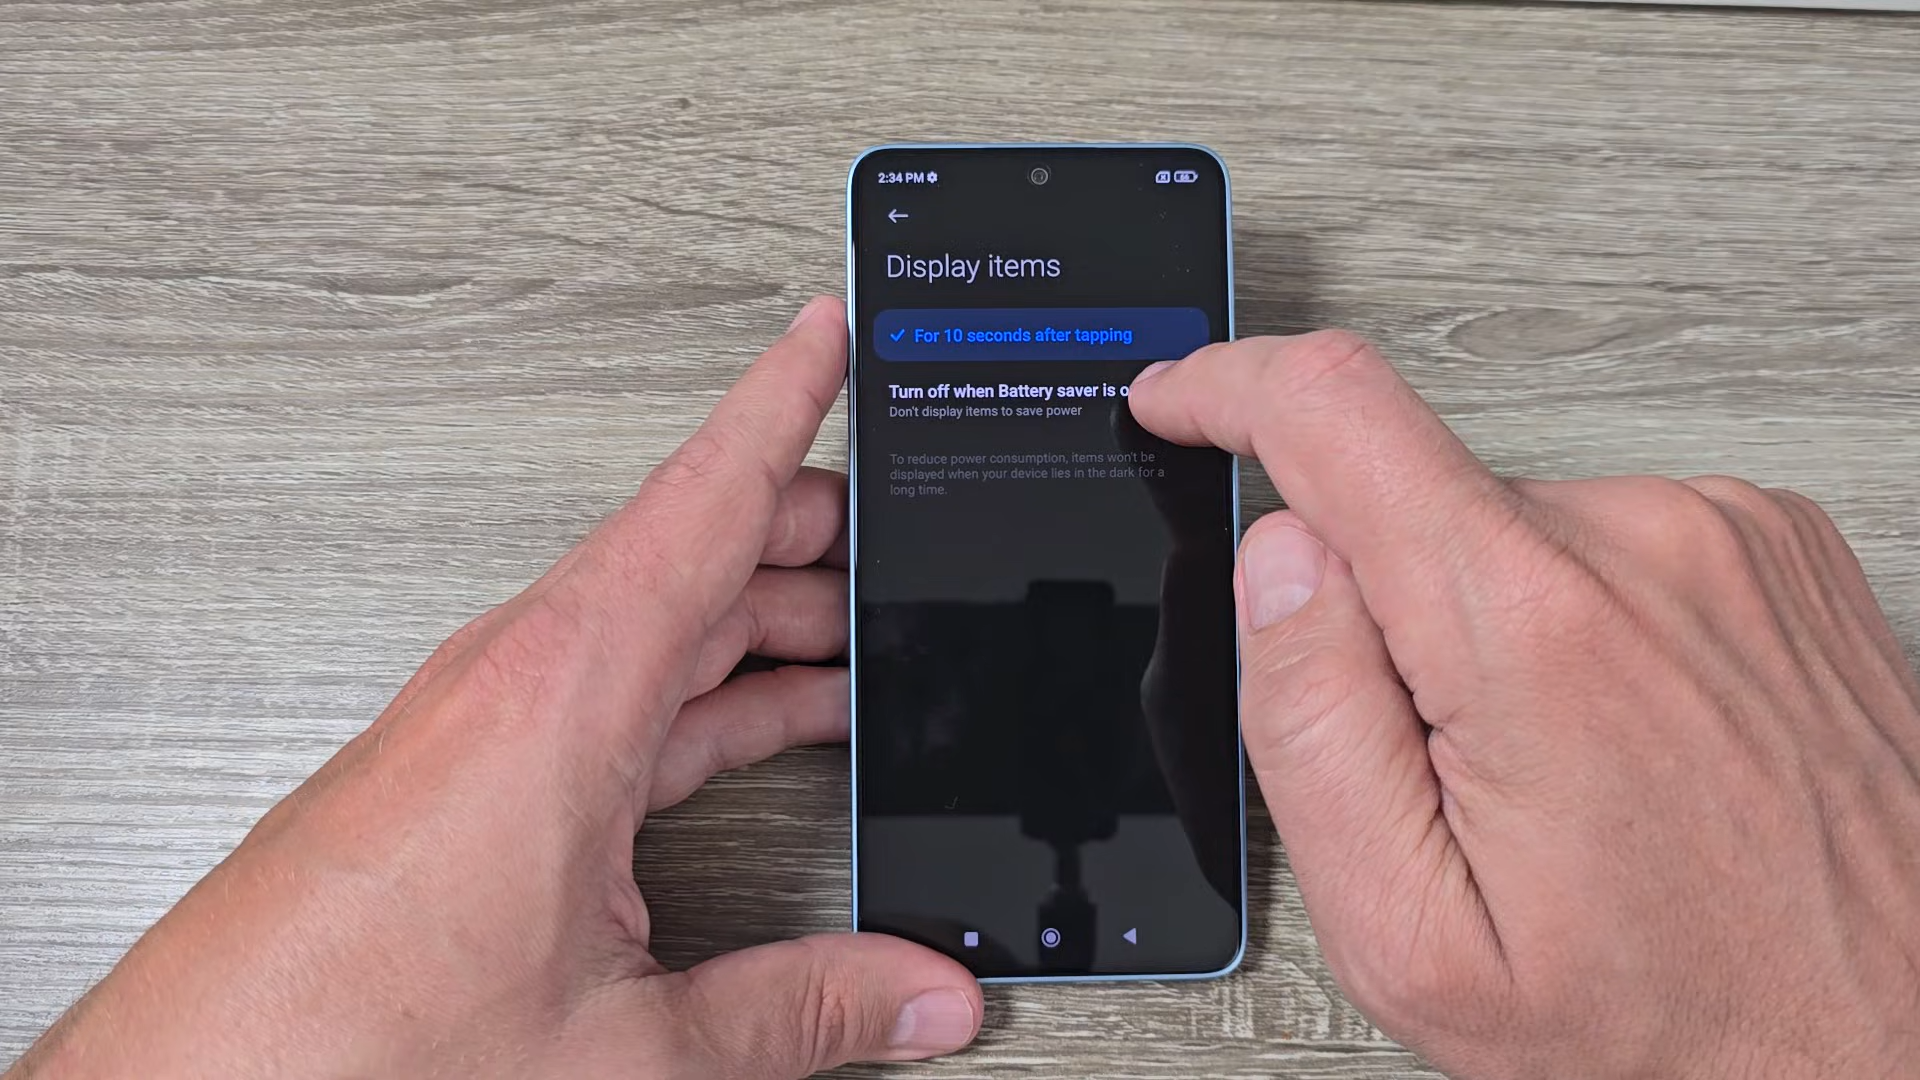 2:34 PM
Display items
For 10 seconds after tapping
Turn off when Battery saver is
Don't display items to save power
To reduce power consumption, items won't be
displayed when your device lies in the dark for a
long time.